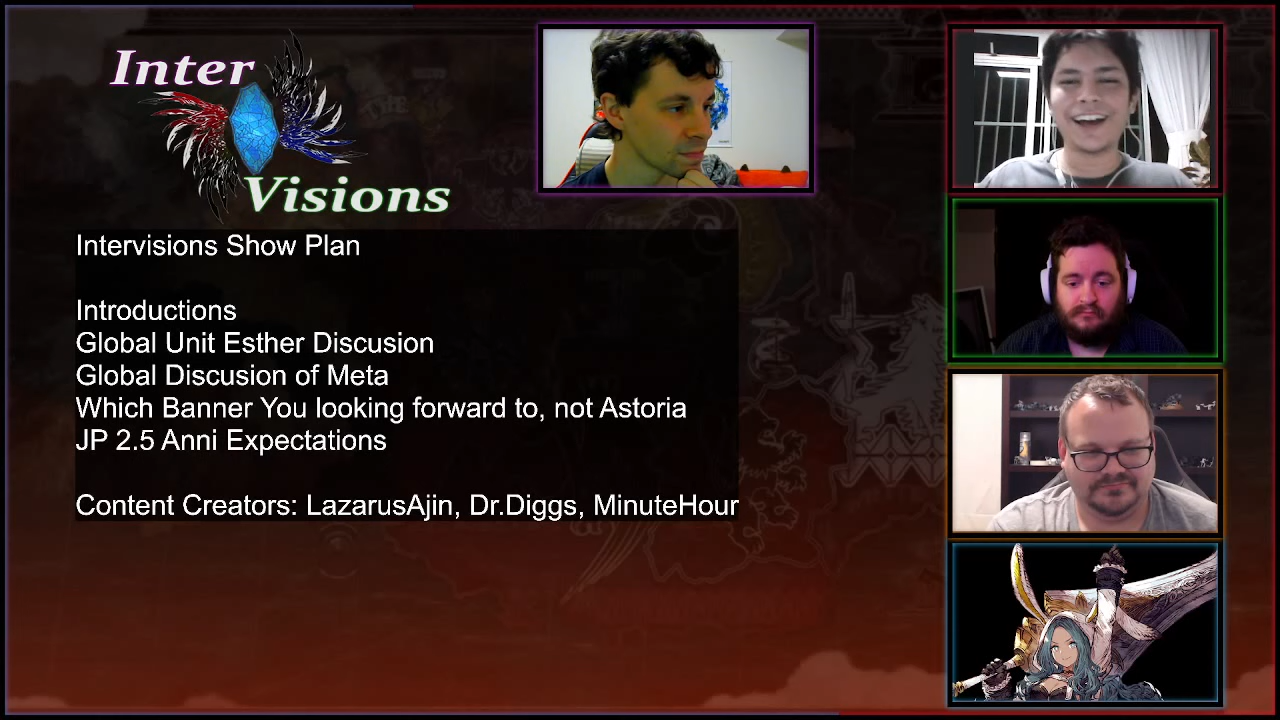 Inter
Visions
Intervisions Show Plan
Introductions
Global Unit Esther Discusion
Global Discusion of Meta
Which Banner You looking forward to, not Astoria
JP 2.5 Anni Expectations
Content Creators: LazarusAjin, Dr.Diggs, MinuteHour